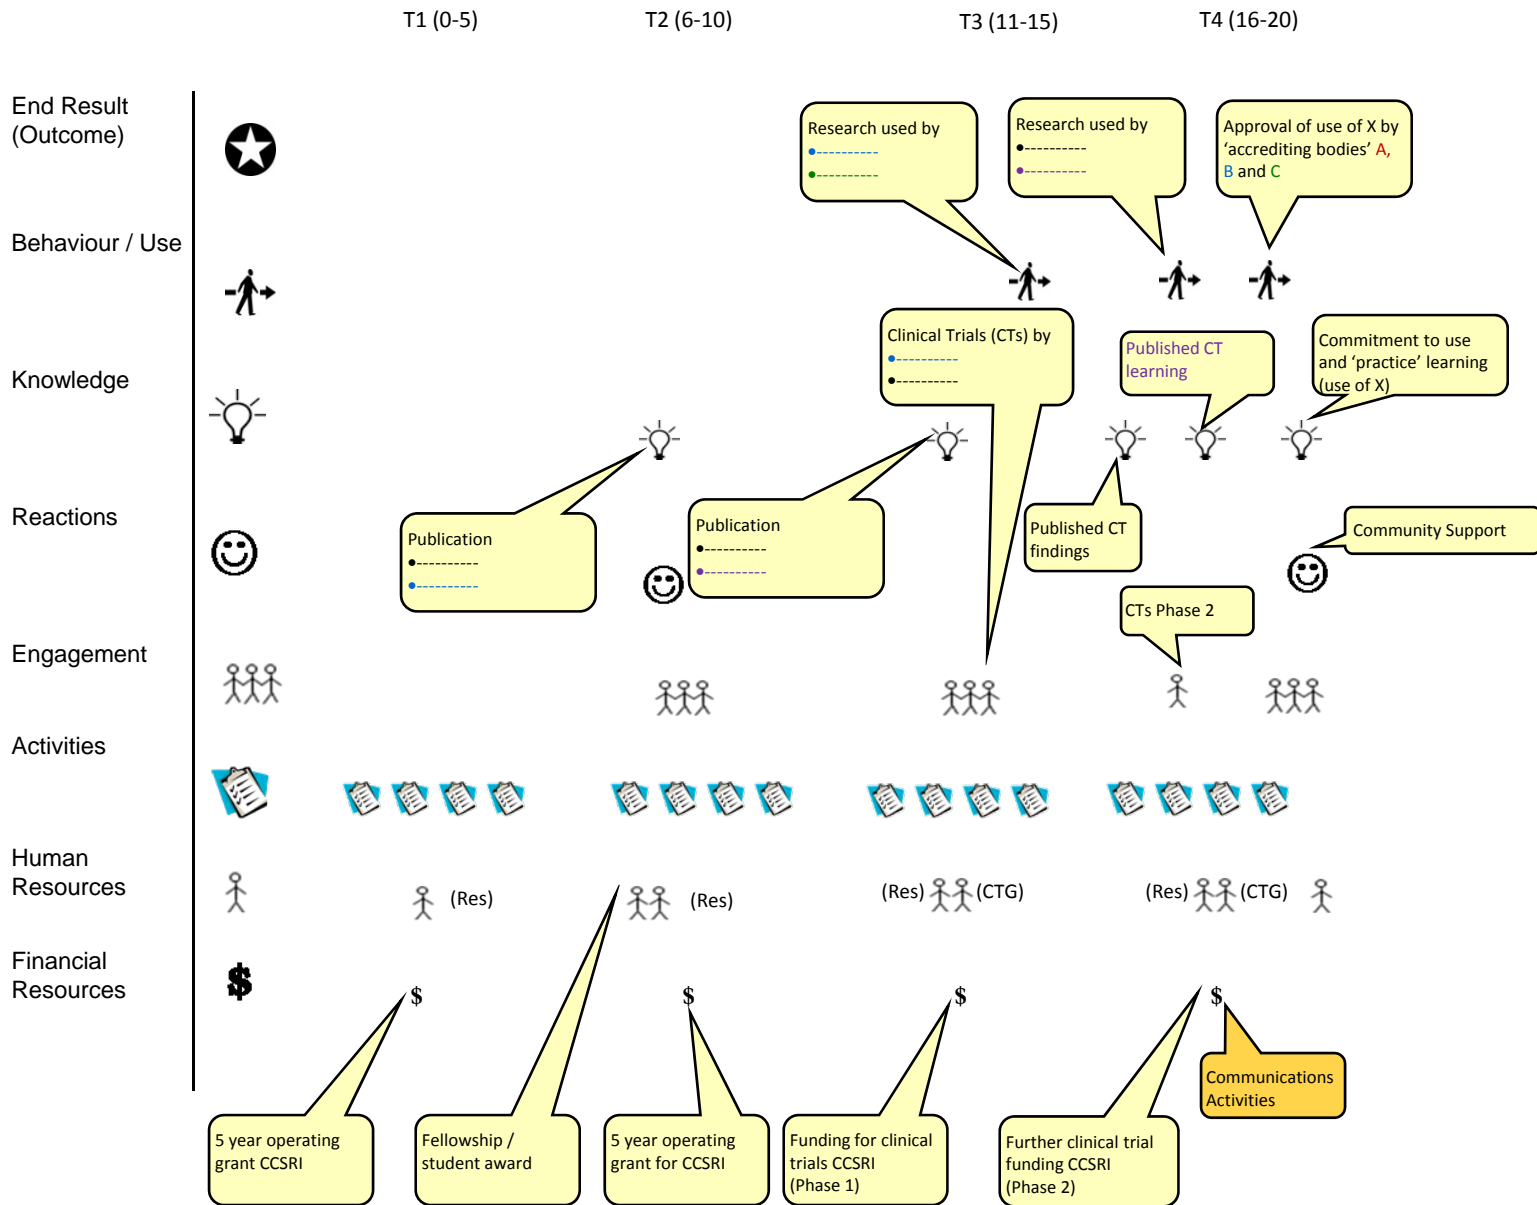 T1 (0-5)
T2 (6-10)
T3 (11-15)
T4 (16-20)
End Result
(Outcome)
Research used by
●----------
●----------
Research used by
●----------
●----------
Approval of use of X by
‘accrediting bodies’ A,
B and C
Behaviour / Use
Knowledge
Clinical Trials (CTs) by
●----------
●----------
Published CT
learning
Commitment to use
and ‘practice’ learning
(use of X)
Reactions
Publication
●----------
●----------
Publication
●----------
●----------
Published CT
findings
Community Support
CTs Phase 2
Engagement
Activities
Human
Resources
(Res)
(Res)
(Res)
(CTG)
(Res)
(CTG)
Financial
Resources
$
$
$
$
$
Communications
Activities
5 year operating
grant CCSRI
Fellowship /
student award
5 year operating
grant for CCSRI
Funding for clinical
trials CCSRI
(Phase 1)
Further clinical trial
funding CCSRI
(Phase 2)